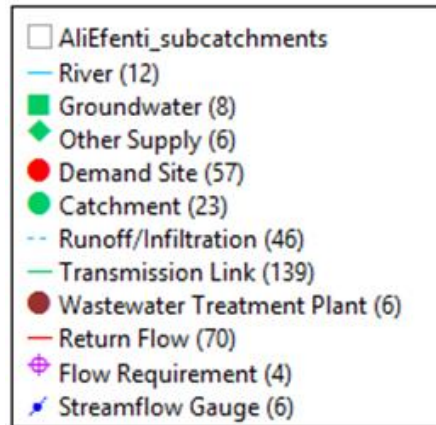 AliEfenti_subcatchments
River (12)
Groundwater (8)
Other Supply (6)
Demand Site (57)
Catchment (23)
Runoff/Infiltration (46)
Transmission Link (139)
Wastewater Treatment Plant (6)
Return Flow (70)
Flow Requirement (4)
Streamflow Gauge (6)